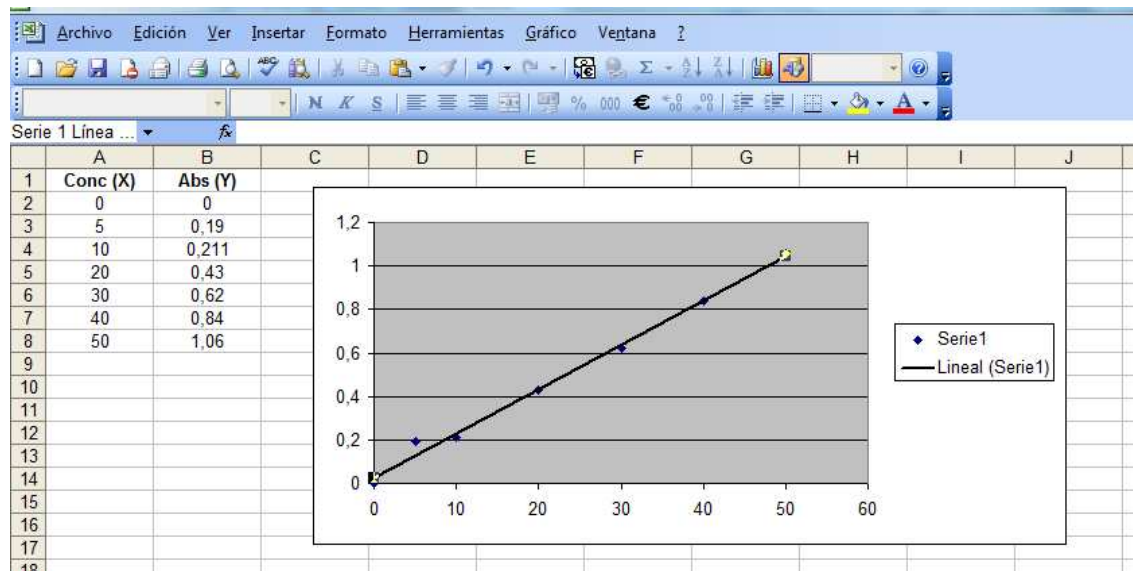 Archivo Edición Ver Insertar Formato Herramientas Gráfico Ventana ?
N K S % 000 €
Serie 1 Línea ... fx
A B C D E F G H I J
1 Conc (X) Abs (Y)
2 0 0
3 5 0,19
4 10 0,211
5 20 0,43
6 30 0,62
7 40 0,84
8 50 1,06
9
10
11
12
13
14
15
16
17
18
1,2
1
0,8
0,6
0,4
0,2
0
0 10 20 30 40 50 60
Serie1
Lineal (Serie1)